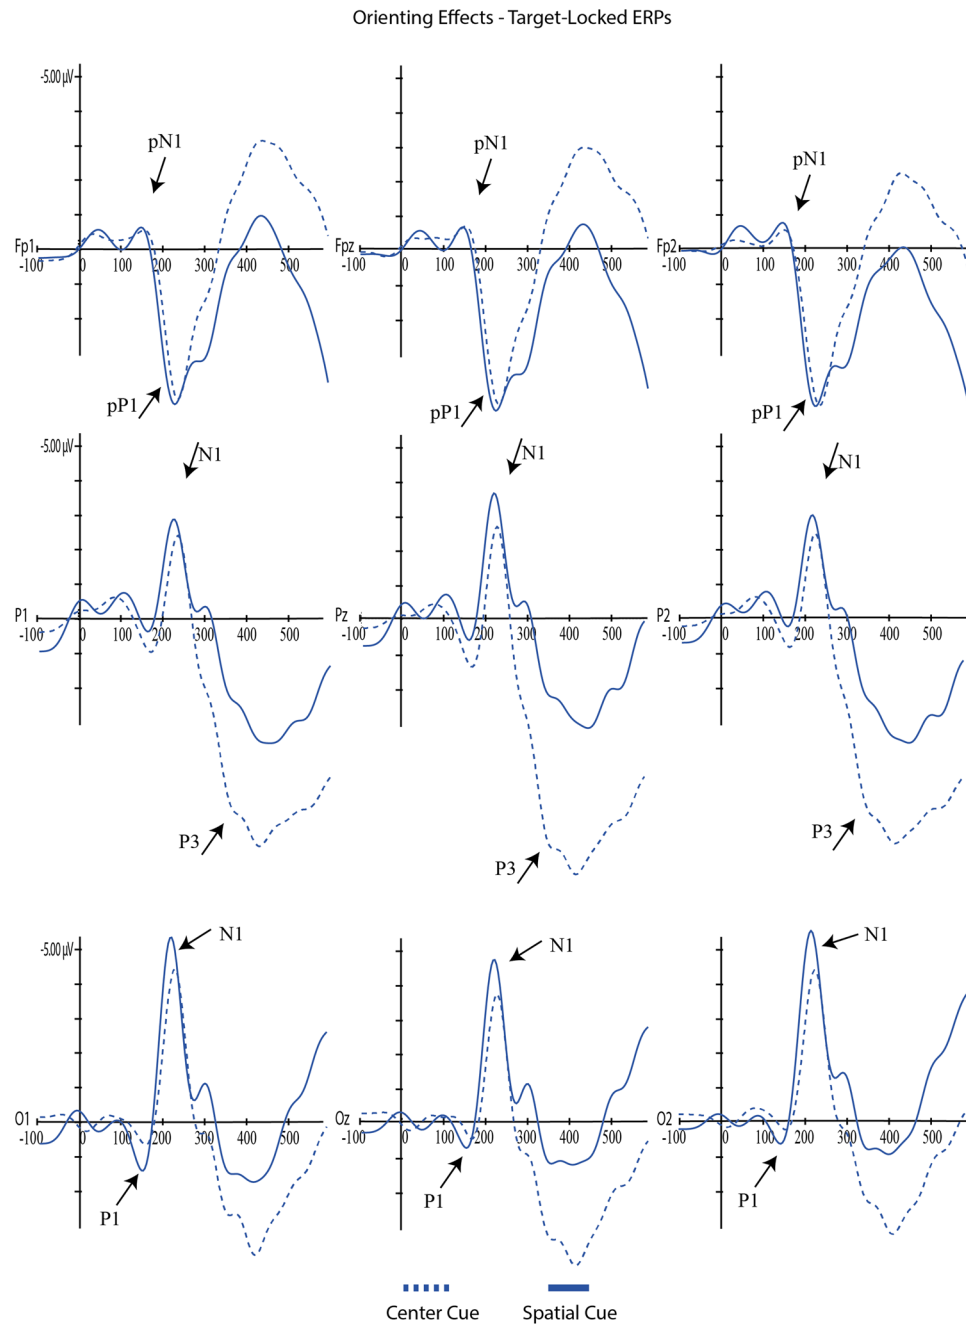 Orienting Effects - Target-Locked ERPs
-5.00 µV
pN1 pN1 pN1
Fp1 Fpz Fp2
-100 0 100 200 300 400 500 -100 0 100 200 300 400 500 -100 0 100 200 300 400 500
pP1 pP1 pP1
-5.00 µV
N1 N1 N1
P1 Pz P2
-100 0 100 200 300 400 500 -100 0 100 200 300 400 500 -100 0 100 200 300 400 500
P3 P3 P3
-5.00 µV
N1 N1 N1
O1 Oz O2
-100 0 100 200 300 400 500 -100 0 100 200 300 400 500 -100 0 100 200 300 400 500
P1 P1 P1
Center Cue Spatial Cue